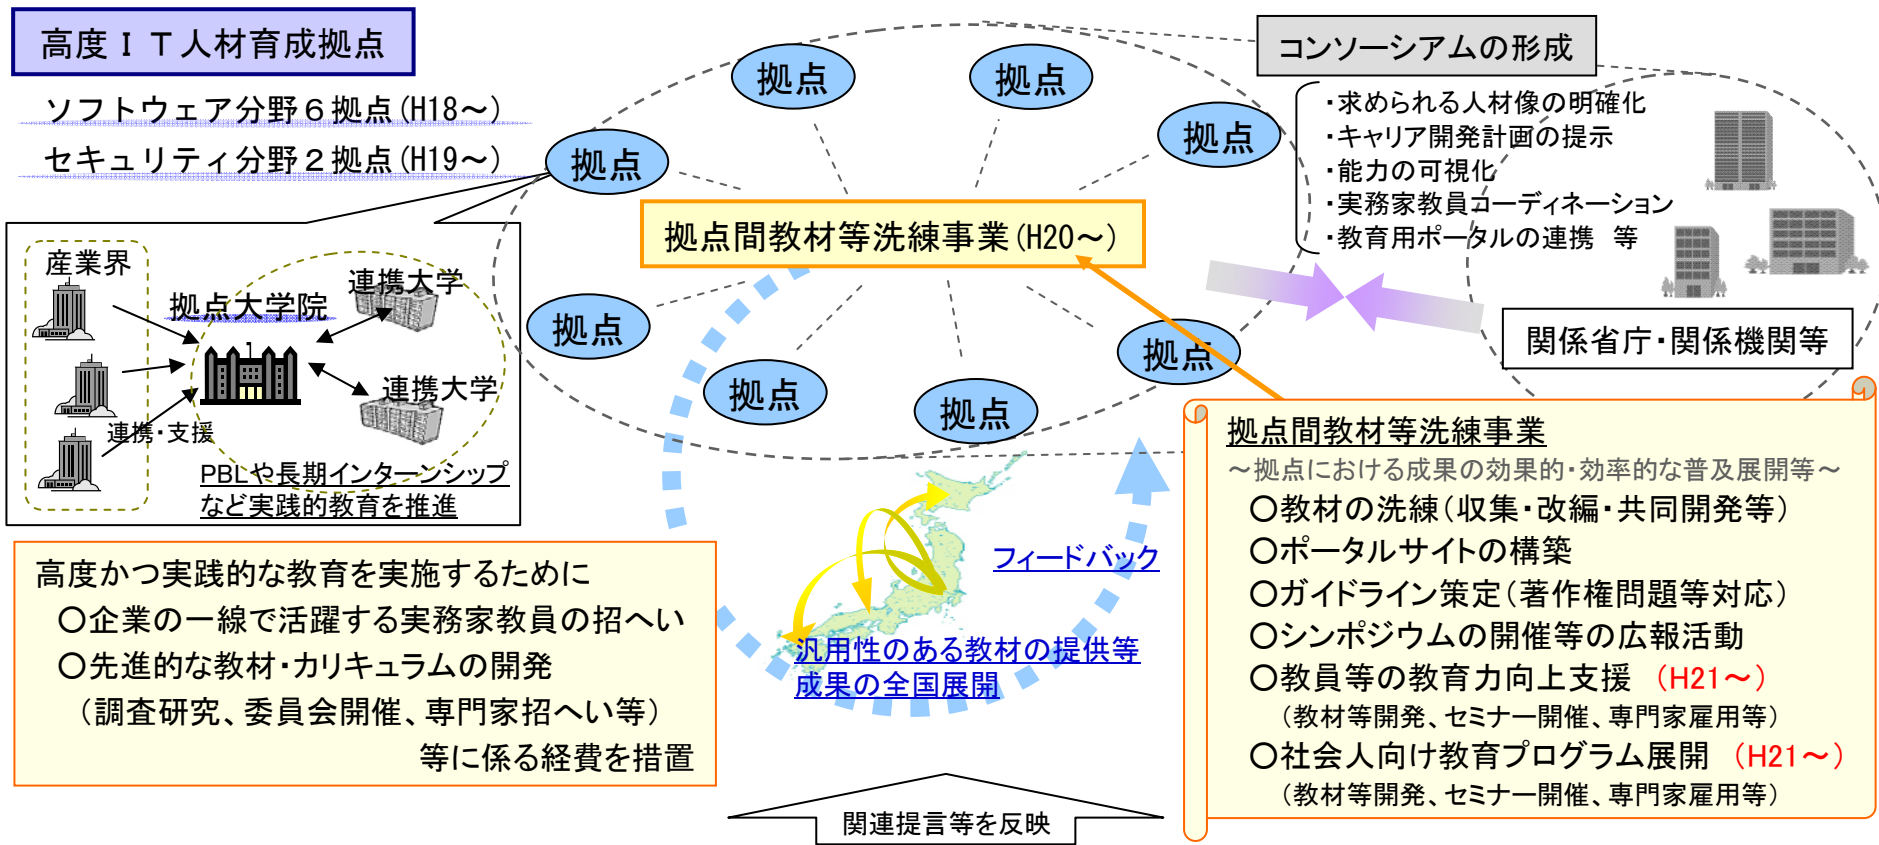 高度ＩＴ人材育成拠点
ソフトウェア分野６拠点(H18～)
セキュリティ分野２拠点(H19～)
拠点
拠点
拠点
拠点
拠点
拠点
拠点
拠点
拠点間教材等洗練事業(H20～)
コンソーシアムの形成
・求められる人材像の明確化
・キャリア開発計画の提示
・能力の可視化
・実務家教員コーディネーション
・教育用ポータルの連携　等
関係省庁・関係機関等
産業界
拠点大学院
連携大学
連携大学
連携・支援
PBLや長期インターンシップ
など実践的教育を推進
高度かつ実践的な教育を実施するために
○企業の一線で活躍する実務家教員の招へい
○先進的な教材・カリキュラムの開発
（調査研究、委員会開催、専門家招へい等）
等に係る経費を措置
フィードバック
汎用性のある教材の提供等
成果の全国展開
関連提言等を反映
拠点間教材等洗練事業
～拠点における成果の効果的・効率的な普及展開等～
○教材の洗練（収集・改編・共同開発等）
○ポータルサイトの構築
○ガイドライン策定（著作権問題等対応）
○シンポジウムの開催等の広報活動
○教員等の教育力向上支援（H21～）
（教材等開発、セミナー開催、専門家雇用等）
○社会人向け教育プログラム展開（H21～）
（教材等開発、セミナー開催、専門家雇用等）